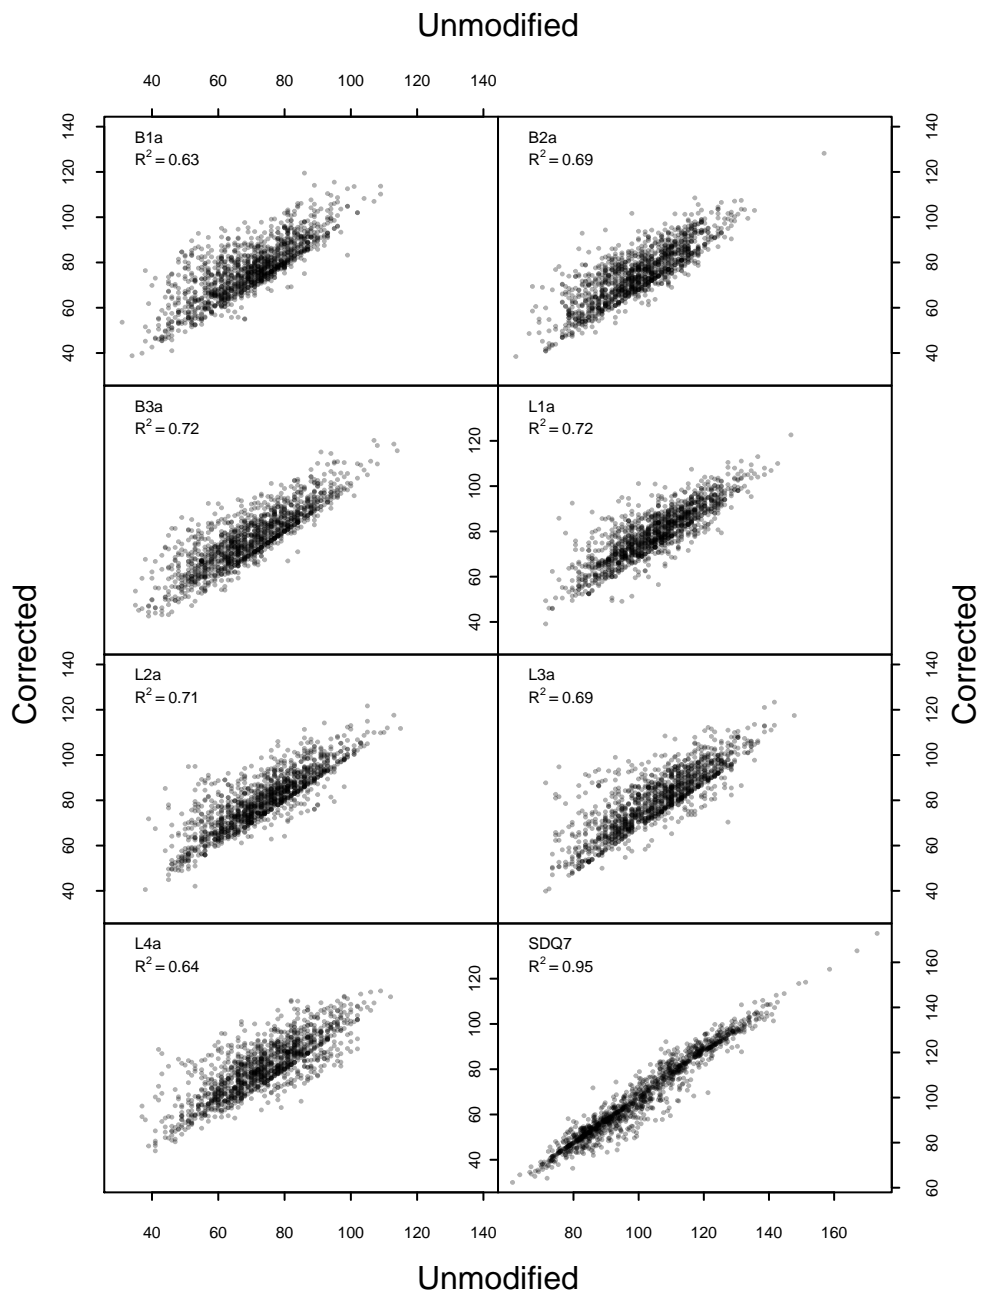 Unmodified
40 60 80 100 120 140
B1a
R² = 0.63
B2a
R² = 0.69
140
120
100
80
60
40
140
120
100
80
60
40
B3a
R² = 0.72
L1a
R² = 0.72
120
100
80
60
40
Corrected
Corrected
L2a
R² = 0.71
L3a
R² = 0.69
140
120
100
80
60
40
140
120
100
80
60
40
L4a
R² = 0.64
SDQ7
R² = 0.95
120
100
80
60
40
160
140
120
100
80
60
40 60 80 100 120 140 80 100 120 140 160
Unmodified